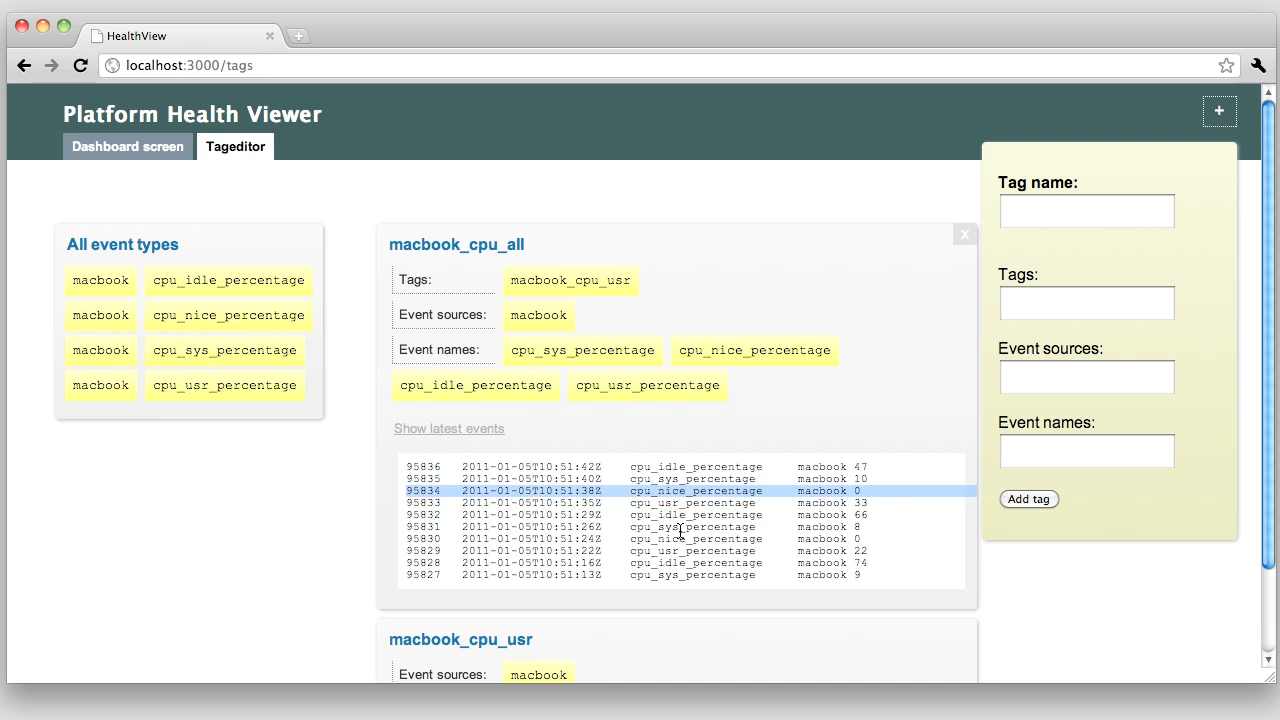 HealthView
localhost:3000/tags
Platform Health Viewer
+
Dashboard screen Tageditor
All event types
macbook cpu_idle_percentage
macbook cpu_nice_percentage
macbook cpu_sys_percentage
macbook cpu_usr_percentage
macbook_cpu_all
X
Tags: macbook_cpu_usr
Event sources: macbook
Event names: cpu_sys_percentage cpu_nice_percentage
cpu_idle_percentage cpu_usr_percentage
Show latest events
95836 2011-01-05T10:51:42Z cpu_idle_percentage macbook 47
95835 2011-01-05T10:51:40Z cpu_sys_percentage macbook 10
95834 2011-01-05T10:51:38Z cpu_nice_percentage macbook 0
95833 2011-01-05T10:51:35Z cpu_usr_percentage macbook 33
95832 2011-01-05T10:51:29Z cpu_idle_percentage macbook 66
95831 2011-01-05T10:51:26Z cpu_sys_percentage macbook 8
95830 2011-01-05T10:51:24Z cpu_nice_percentage macbook 0
95829 2011-01-05T10:51:22Z cpu_usr_percentage macbook 22
95828 2011-01-05T10:51:16Z cpu_idle_percentage macbook 74
95827 2011-01-05T10:51:13Z cpu_sys_percentage macbook 9
macbook_cpu_usr
Event sources: macbook
Tag name:
Tags:
Event sources:
Event names:
Add tag